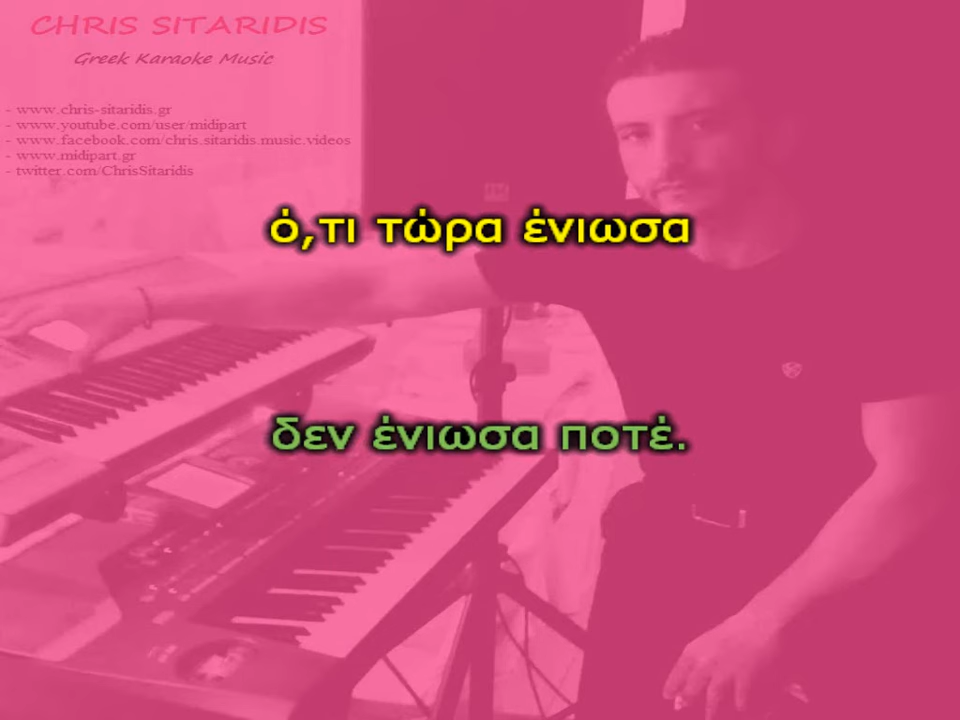 CHRIS SITARIDIS
Greek Karaoke Music
- www.chris-sitaridis.gr
- www.youtube.com/user/midipart
- www.facebook.com/chris.sitaridis.music.videos
- www.midipart.gr
- twitter.com/ChrisSitaridis
ό,τι τώρα ένιωσα
δεν ένιωσα ποτέ.